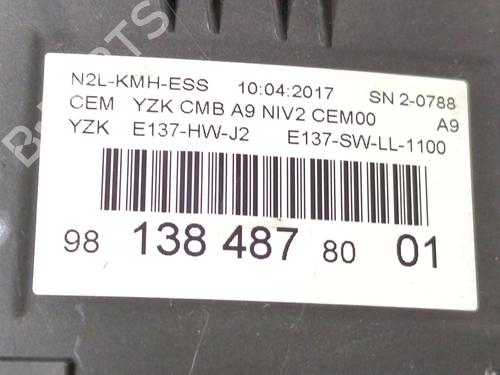 N2L-KMH-ESS 10:04:2017 SN 2-0788
CEM YZK CMB A9 NIV2 CEM00 A9
YZK E137-HW-J2 E137-SW-LL-1100
98 138 487 80 01